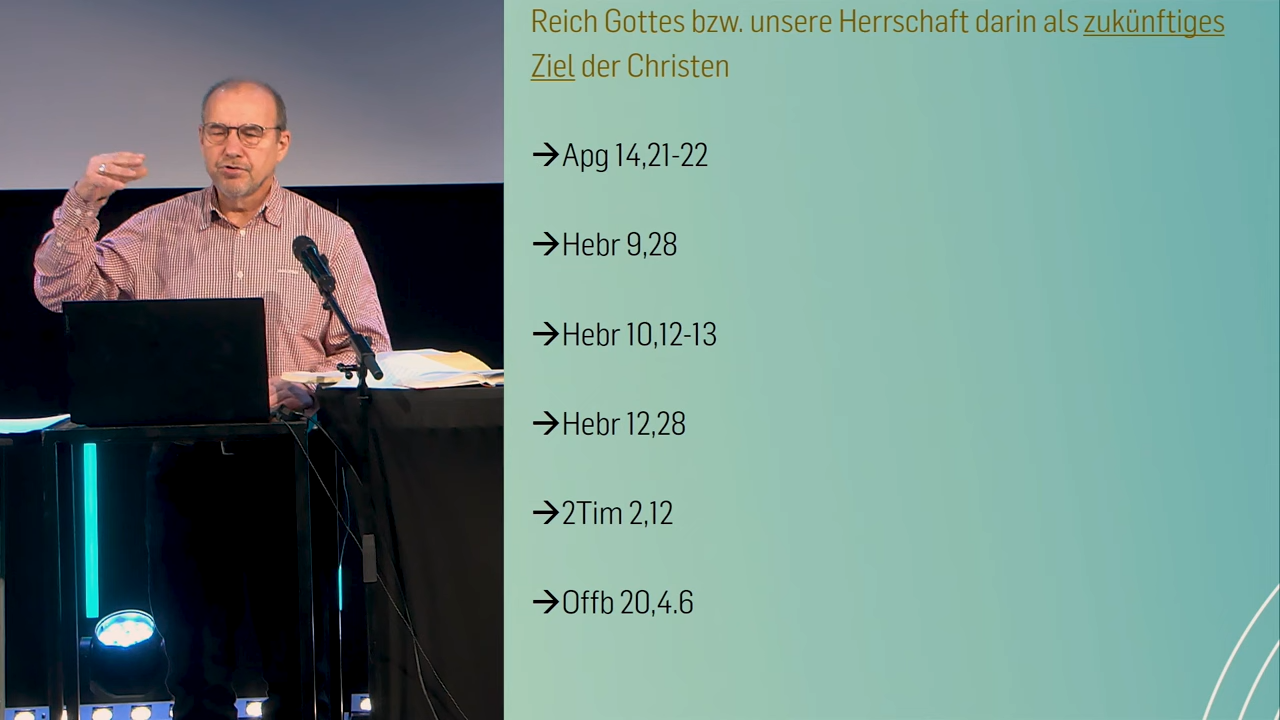 Reich Gottes bzw. unsere Herrschaft darin als zukünftiges
Ziel der Christen
→Apg 14,21-22
→Hebr 9,28
→Hebr 10,12-13
→Hebr 12,28
→2Tim 2,12
→Offb 20,4.6